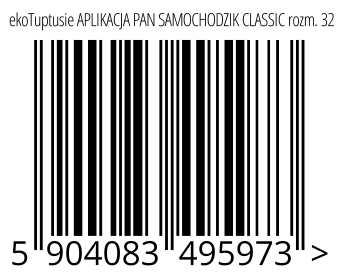 ekoTuptusie APLIKACJA PAN SAMOCHODZIK CLASSIC rozm. 32
5 904083 495973 >